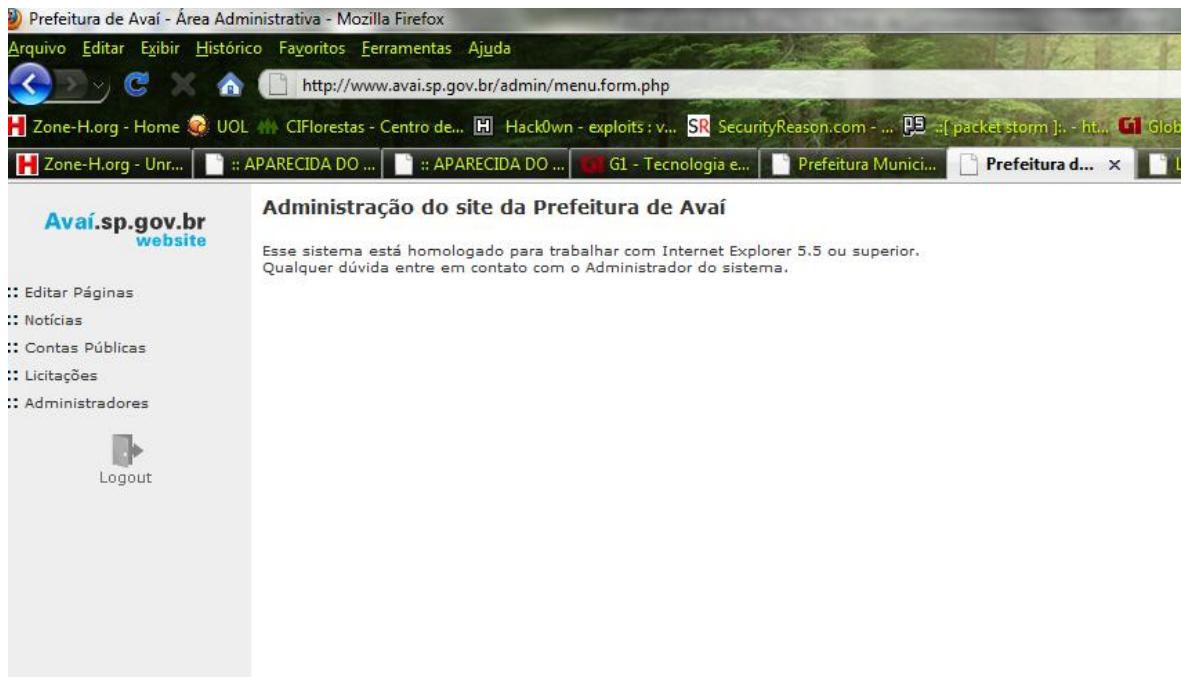 Prefeitura de Avaí - Área Administrativa - Mozilla Firefox
Arquivo Editar Exibir Histórico Favoritos Ferramentas Ajuda
http://www.avai.sp.gov.br/admin/menu.form.php
Zone-H.org - Home UOL CIFlorestas - Centro de... Hack0wn - exploits : v... SR SecurityReason.com - ... .:[ packet storm ]:. - ht... G1 Glob
Zone-H.org - Unr... :: APARECIDA DO ... :: APARECIDA DO ... G1 - Tecnologia e... Prefeitura Munici... Prefeitura d... L
Avaí.sp.gov.br
website
Administração do site da Prefeitura de Avaí
Esse sistema está homologado para trabalhar com Internet Explorer 5.5 ou superior.
Qualquer dúvida entre em contato com o Administrador do sistema.
:: Editar Páginas
:: Notícias
:: Contas Públicas
:: Licitações
:: Administradores
Logout